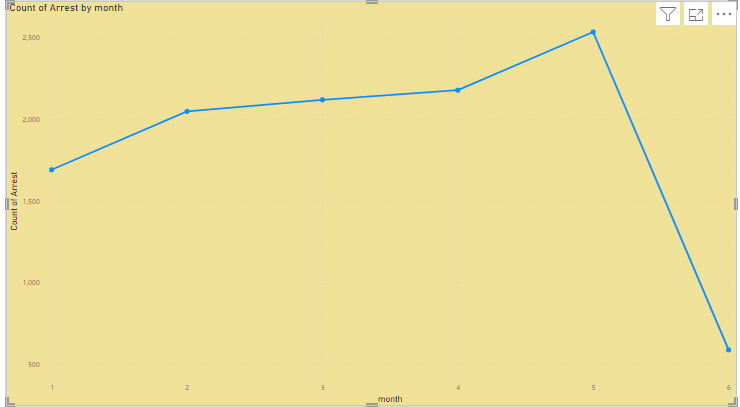 Count of Arrest by month
Count of Arrest
2,500
2,000
1,500
1,000
500
1 2 3 4 5 6
month